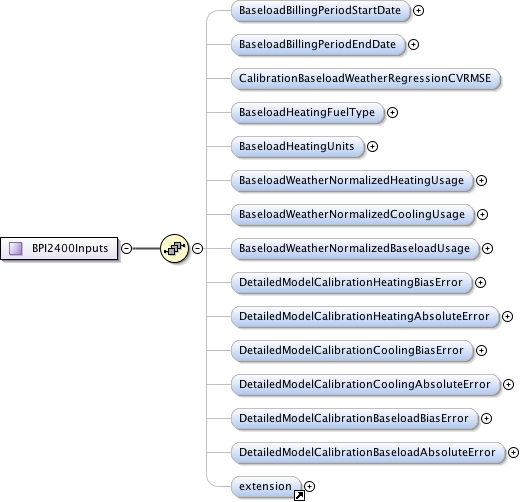 BaseloadBillingPeriodStartDate
BaseloadBillingPeriodEndDate
CalibrationBaseloadWeatherRegressionCVRMSE
BaseloadHeatingFuelType
BaseloadHeatingUnits
BaseloadWeatherNormalizedHeatingUsage
BaseloadWeatherNormalizedCoolingUsage
BPI2400Inputs
BaseloadWeatherNormalizedBaseloadUsage
DetailedModelCalibrationHeatingBiasError
DetailedModelCalibrationHeatingAbsoluteError
DetailedModelCalibrationCoolingBiasError
DetailedModelCalibrationCoolingAbsoluteError
DetailedModelCalibrationBaseloadBiasError
DetailedModelCalibrationBaseloadAbsoluteError
extension